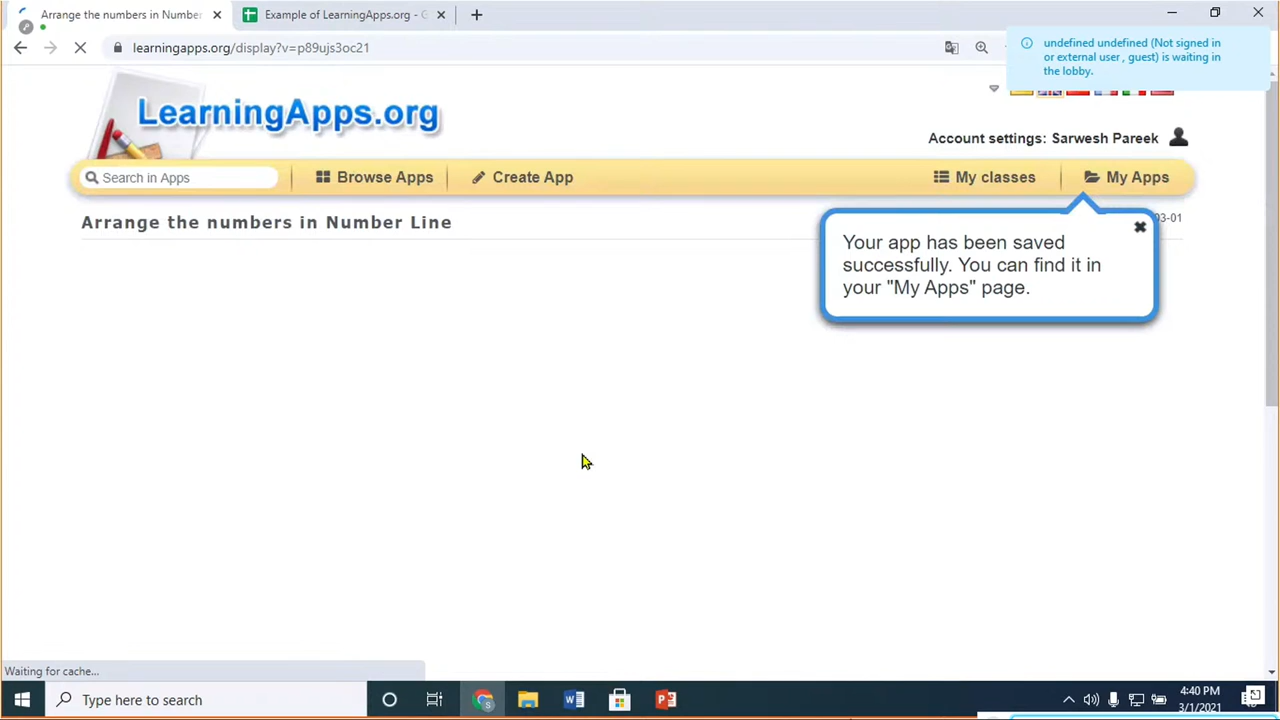 Arrange the numbers in Number
Example of LearningApps.org - G
learningapps.org/display?v=p89ujs3oc21
undefined undefined (Not signed in
or external user , guest) is waiting in
the lobby.
LearningApps.org
Account settings: Sarwesh Pareek
Search in Apps
Browse Apps
Create App
My classes
My Apps
Arrange the numbers in Number Line
03-01
Your app has been saved
successfully. You can find it in
your "My Apps" page.
Waiting for cache...
Type here to search
4:40 PM
3/1/2021